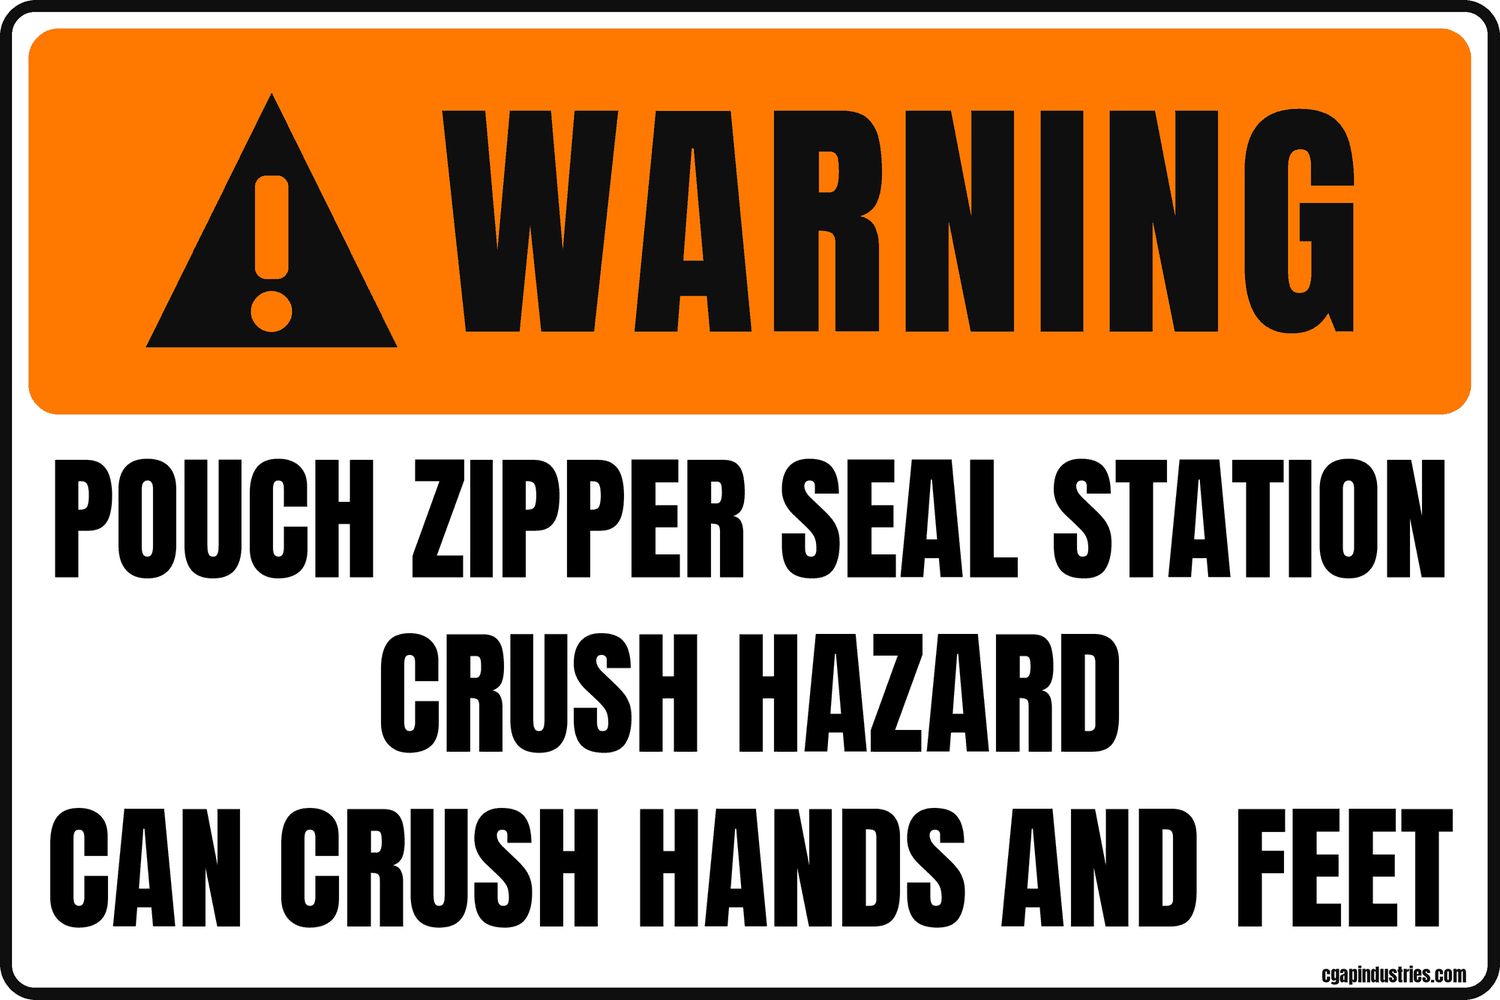 WARNING
POUCH ZIPPER SEAL STATION
CRUSH HAZARD
CAN CRUSH HANDS AND FEET
cgapindustries.com